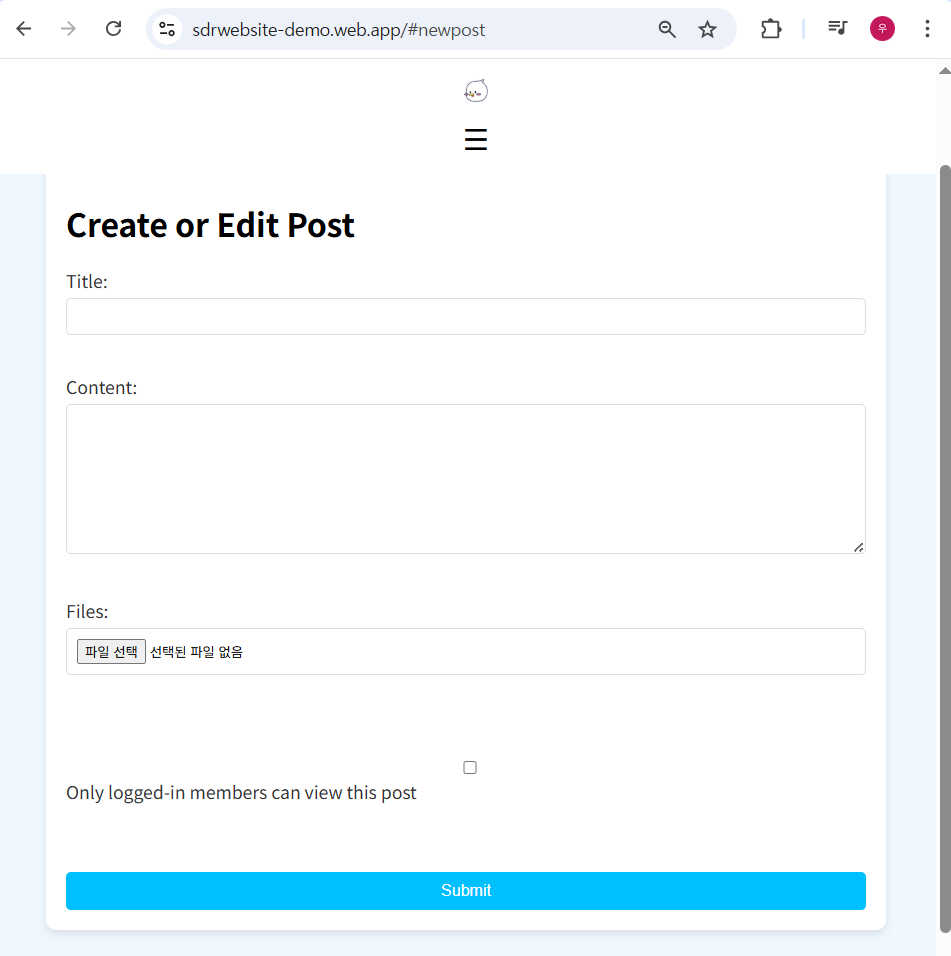 sdrwebsite-demo.web.app/#newpost
우
Create or Edit Post
Title:
Content:
Files:
파일 선택 선택된 파일 없음
Only logged-in members can view this post
Submit